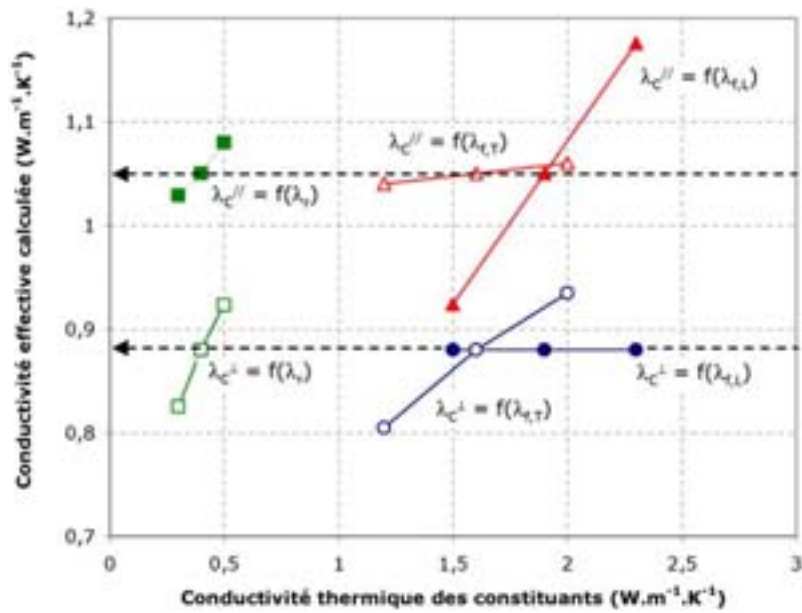 Conductivité effective calculée (W.m⁻¹.K⁻¹)
1,2
1,1
1
0,9
0,8
0,7
λC// = f(λf,L)
λC// = f(λf,T)
λC// = f(λr)
λC⊥ = f(λr)
λC⊥ = f(λf,L)
λC⊥ = f(λf,T)
0
0,5
1
1,5
2
2,5
3
Conductivité thermique des constituants (W.m⁻¹.K⁻¹)